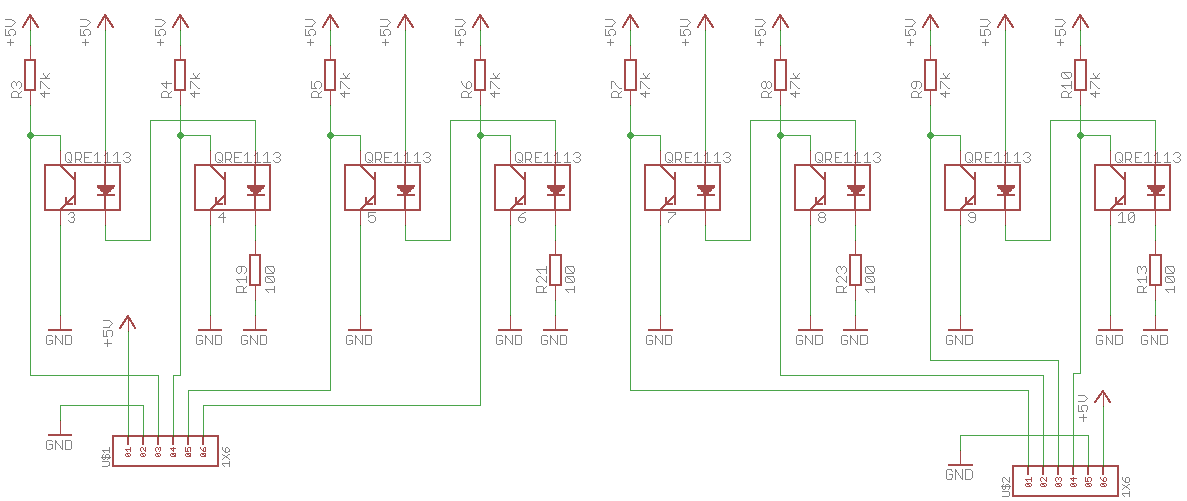 +5V +5V +5V +5V +5V +5V +5V +5V +5V +5V +5V +5V
R3 47k R4 47k R5 47k R6 47k R7 47k R8 47k R9 47k R10 47k
QRE1113 QRE1113 QRE1113 QRE1113 QRE1113 QRE1113 QRE1113 QRE1113
3 4 5 6 7 8 9 10
R19 100 R21 100 R23 100 R13 100
GND GND GND GND GND GND GND GND GND GND GND GND
+5V
+5V
GND
U$1 01 02 03 04 05 06 1X6
GND
U$2 01 02 03 04 05 06 1X6